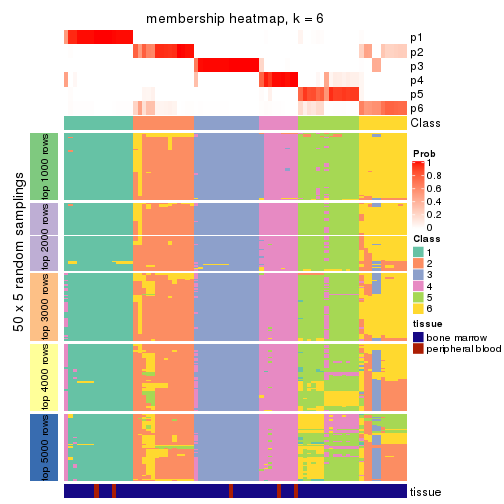 membership heatmap, k = 6
p1
p2
p3
p4
p5
p6
Class
50 x 5 random samplings
top 1000 rows
top 2000 rows
top 3000 rows
top 4000 rows
top 5000 rows
Prob
1
0.8
0.6
0.4
0.2
0
Class
1
2
3
4
5
6
tissue
bone marrow
peripheral blood
tissue